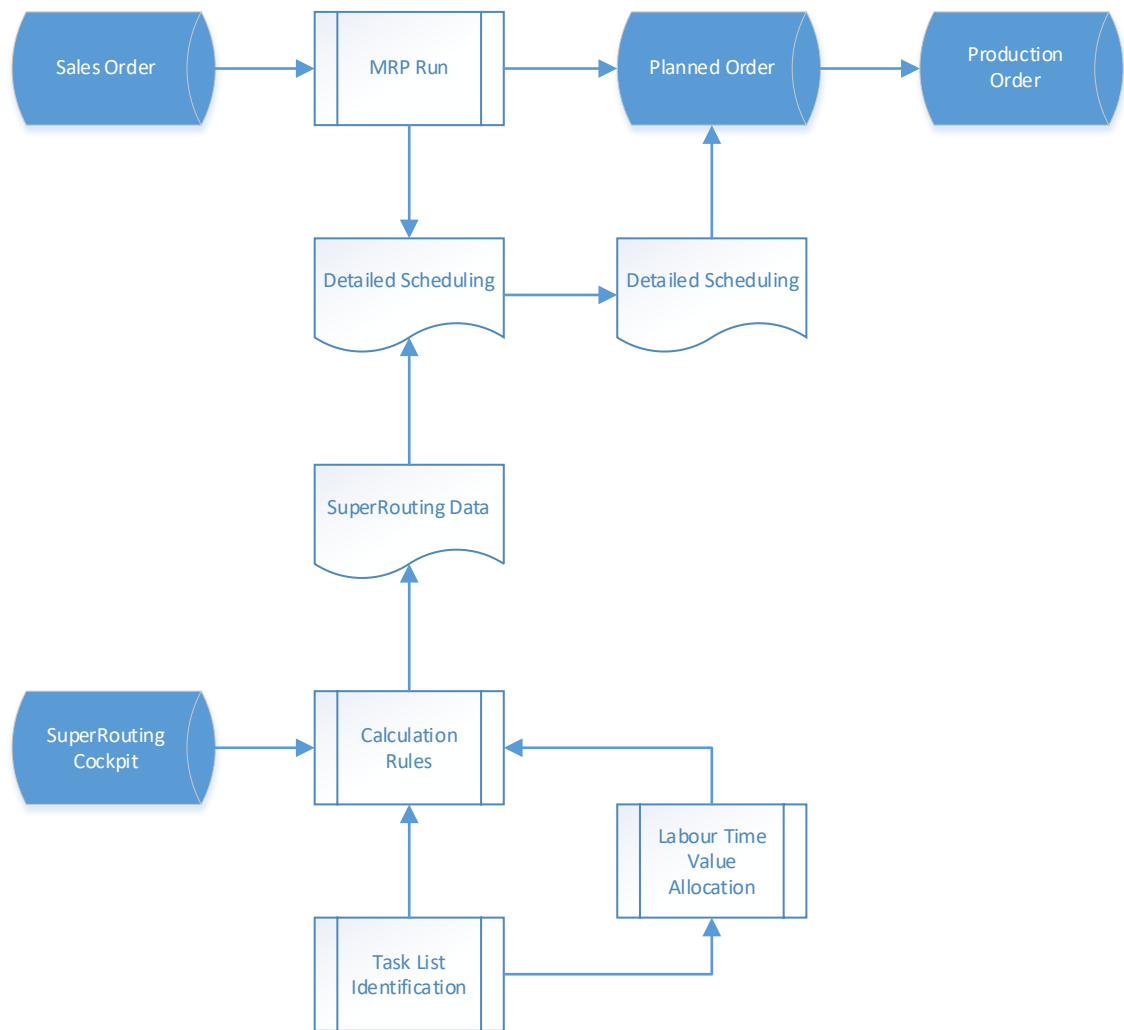 Sales Order
MRP Run
Planned Order
Production
Order
Detailed Scheduling
Detailed Scheduling
SuperRouting Data
SuperRouting
Cockpit
Calculation
Rules
Labour Time
Value
Allocation
Task List
Identification